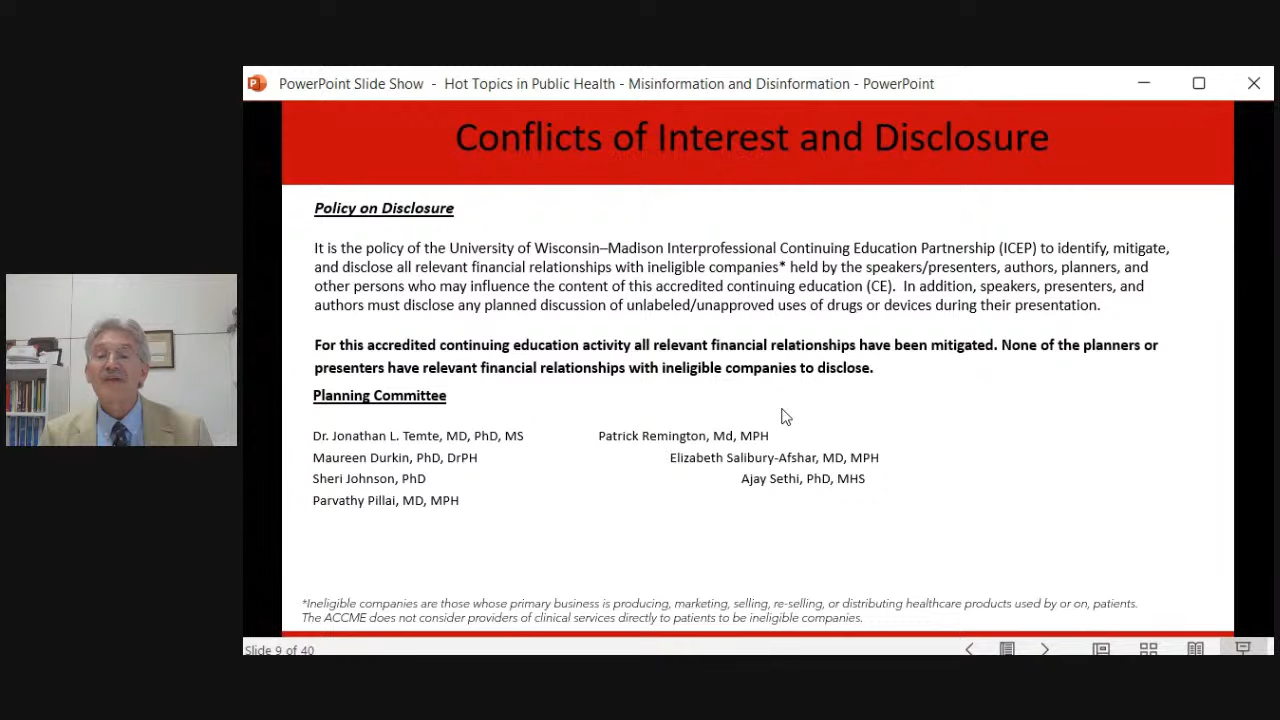 PowerPoint Slide Show - Hot Topics in Public Health - Misinformation and Disinformation - PowerPoint
Conflicts of Interest and Disclosure
Policy on Disclosure
It is the policy of the University of Wisconsin–Madison Interprofessional Continuing Education Partnership (ICEP) to identify, mitigate,
and disclose all relevant financial relationships with ineligible companies* held by the speakers/presenters, authors, planners, and
other persons who may influence the content of this accredited continuing education (CE). In addition, speakers, presenters, and
authors must disclose any planned discussion of unlabeled/unapproved uses of drugs or devices during their presentation.
For this accredited continuing education activity all relevant financial relationships have been mitigated. None of the planners or
presenters have relevant financial relationships with ineligible companies to disclose.
Planning Committee
Dr. Jonathan L. Temte, MD, PhD, MS Patrick Remington, Md, MPH
Maureen Durkin, PhD, DrPH Elizabeth Salibury-Afshar, MD, MPH
Sheri Johnson, PhD Ajay Sethi, PhD, MHS
Parvathy Pillai, MD, MPH
*Ineligible companies are those whose primary business is producing, marketing, selling, re-selling, or distributing healthcare products used by or on, patients.
The ACCME does not consider providers of clinical services directly to patients to be ineligible companies.
Slide 9 of 40